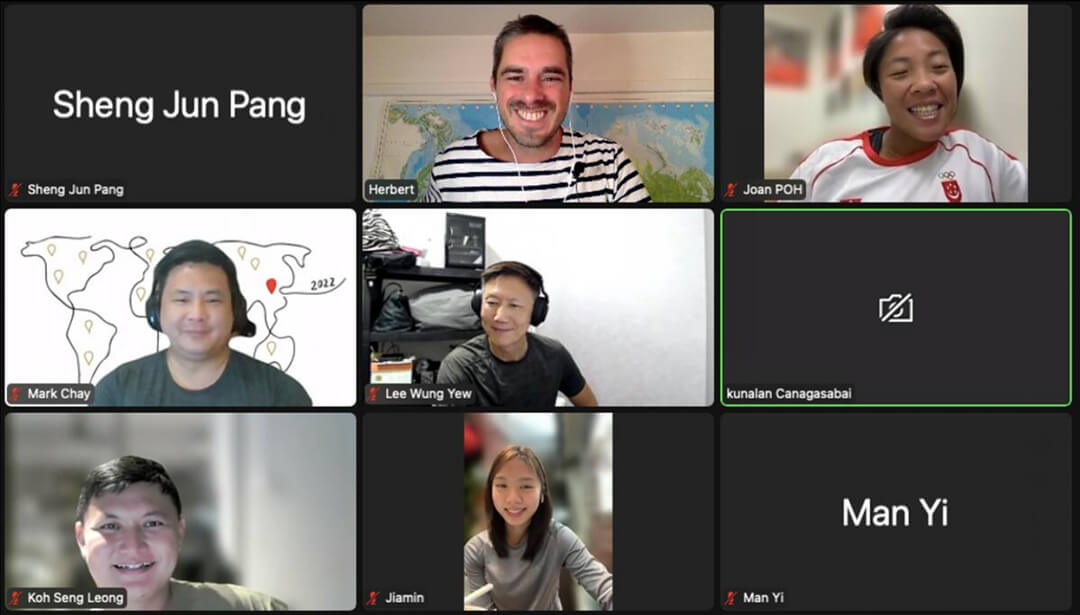 Sheng Jun Pang
Sheng Jun Pang
Herbert
Joan POH
2022
Mark Chay
Lee Wung Yew
kunalan Canagasabai
Koh Seng Leong
Jiamin
Man Yi
Man Yi